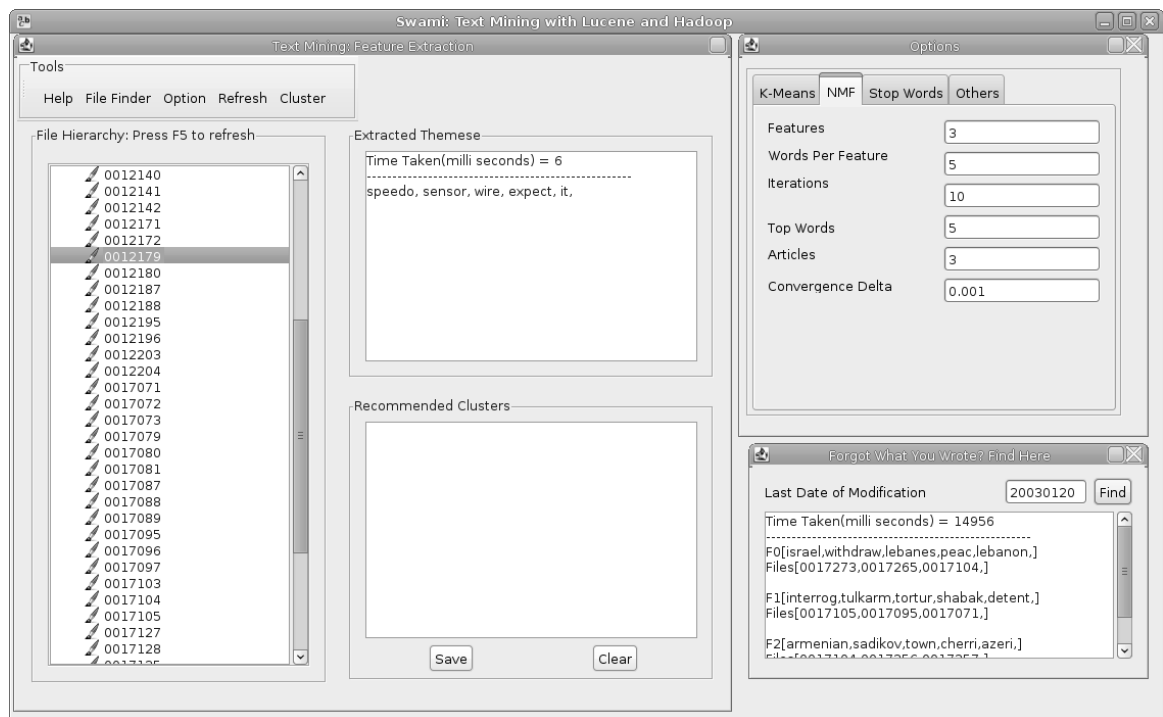 Swami: Text Mining with Lucene and Hadoop
Text Mining: Feature Extraction
Tools
Help File Finder Option Refresh Cluster
File Hierarchy: Press F5 to refresh
0012140
0012141
0012142
0012171
0012172
0012179
0012180
0012187
0012188
0012195
0012196
0012203
0012204
0017071
0017072
0017073
0017079
0017080
0017081
0017087
0017088
0017089
0017095
0017096
0017097
0017103
0017104
0017105
0017127
0017128
Extracted Themese
Time Taken(milli seconds) = 6
----------------------------------------------------
speedo, sensor, wire, expect, it,
Recommended Clusters
Save Clear
Options
K-Means NMF Stop Words Others
Features 3
Words Per Feature 5
Iterations 10
Top Words 5
Articles 3
Convergence Delta 0.001
Forgot What You Wrote? Find Here
Last Date of Modification 20030120 Find
Time Taken(milli seconds) = 14956
----------------------------------------------------
F0[israel,withdraw,lebanes,peac,lebanon,]
Files[0017273,0017265,0017104,]
F1[interrog,tulkarm,tortur,shabak,detent,]
Files[0017105,0017095,0017071,]
F2[armenian,sadikov,town,cherri,azeri,]